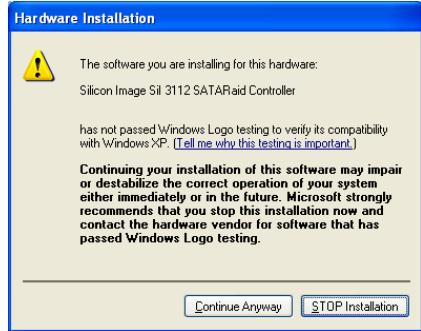 Hardware Installation
The software you are installing for this hardware:
Silicon Image SiI 3112 SATARaid Controller
has not passed Windows Logo testing to verify its compatibility
with Windows XP. (Tell me why this testing is important.)
Continuing your installation of this software may impair
or destabilize the correct operation of your system
either immediately or in the future. Microsoft strongly
recommends that you stop this installation now and
contact the hardware vendor for software that has
passed Windows Logo testing.
Continue Anyway
STOP Installation